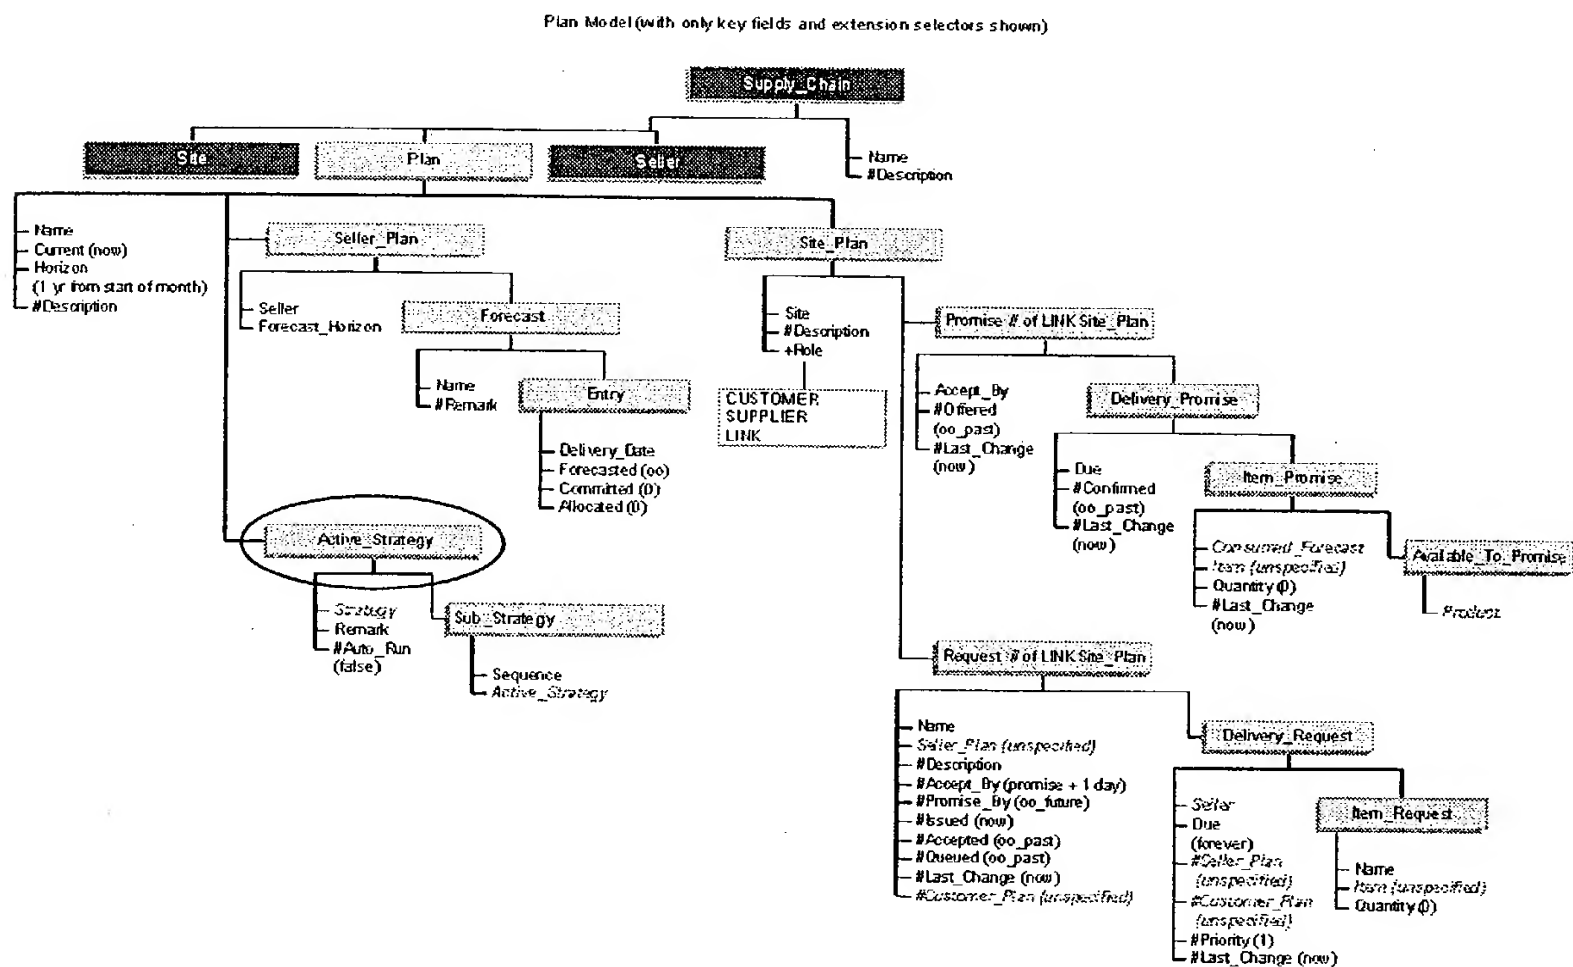 Plan Model (with only key fields and extension selectors shown)
Supply_Chain
Site
Plan
Seller
Name
#Description
Name
Current (now)
Horizon
(1 yr from start of month)
#Description
Seller_Plan
Seller
Forecast_Horizon
Forecast
Name
#Remark
Entry
Delivery_Date
Forecasted (oo)
Committed (0)
Allocated (0)
Active_Strategy
Strategy
Remark
#Auto_Run
(false)
Sub_Strategy
Sequence
Active_Strategy
Site_Plan
Site
#Description
+Role
CUSTOMER
SUPPLIER
LINK
Promise # of LINK Site_Plan
Accept_By
#Offered
(oo_past)
#Last_Change
(now)
Delivery_Promise
Due
#Confirmed
(oo_past)
#Last_Change
(now)
Item_Promise
Consumed_Forecast
Item (unspecified)
Quantity (0)
#Last_Change
(now)
Available_To_Promise
Product
Request # of LINK Site_Plan
Name
Seller_Plan (unspecified)
#Description
#Accept_By (promise + 1 day)
#Promise_By (oo_future)
#Issued (now)
#Accepted (oo_past)
#Queued (oo_past)
#Last_Change (now)
#Customer_Plan (unspecified)
Delivery_Request
Seller
Due
(forever)
#Seller_Plan
(unspecified)
#Customer_Plan
(unspecified)
#Priority (1)
#Last_Change (now)
Item_Request
Name
Item (unspecified)
Quantity (0)